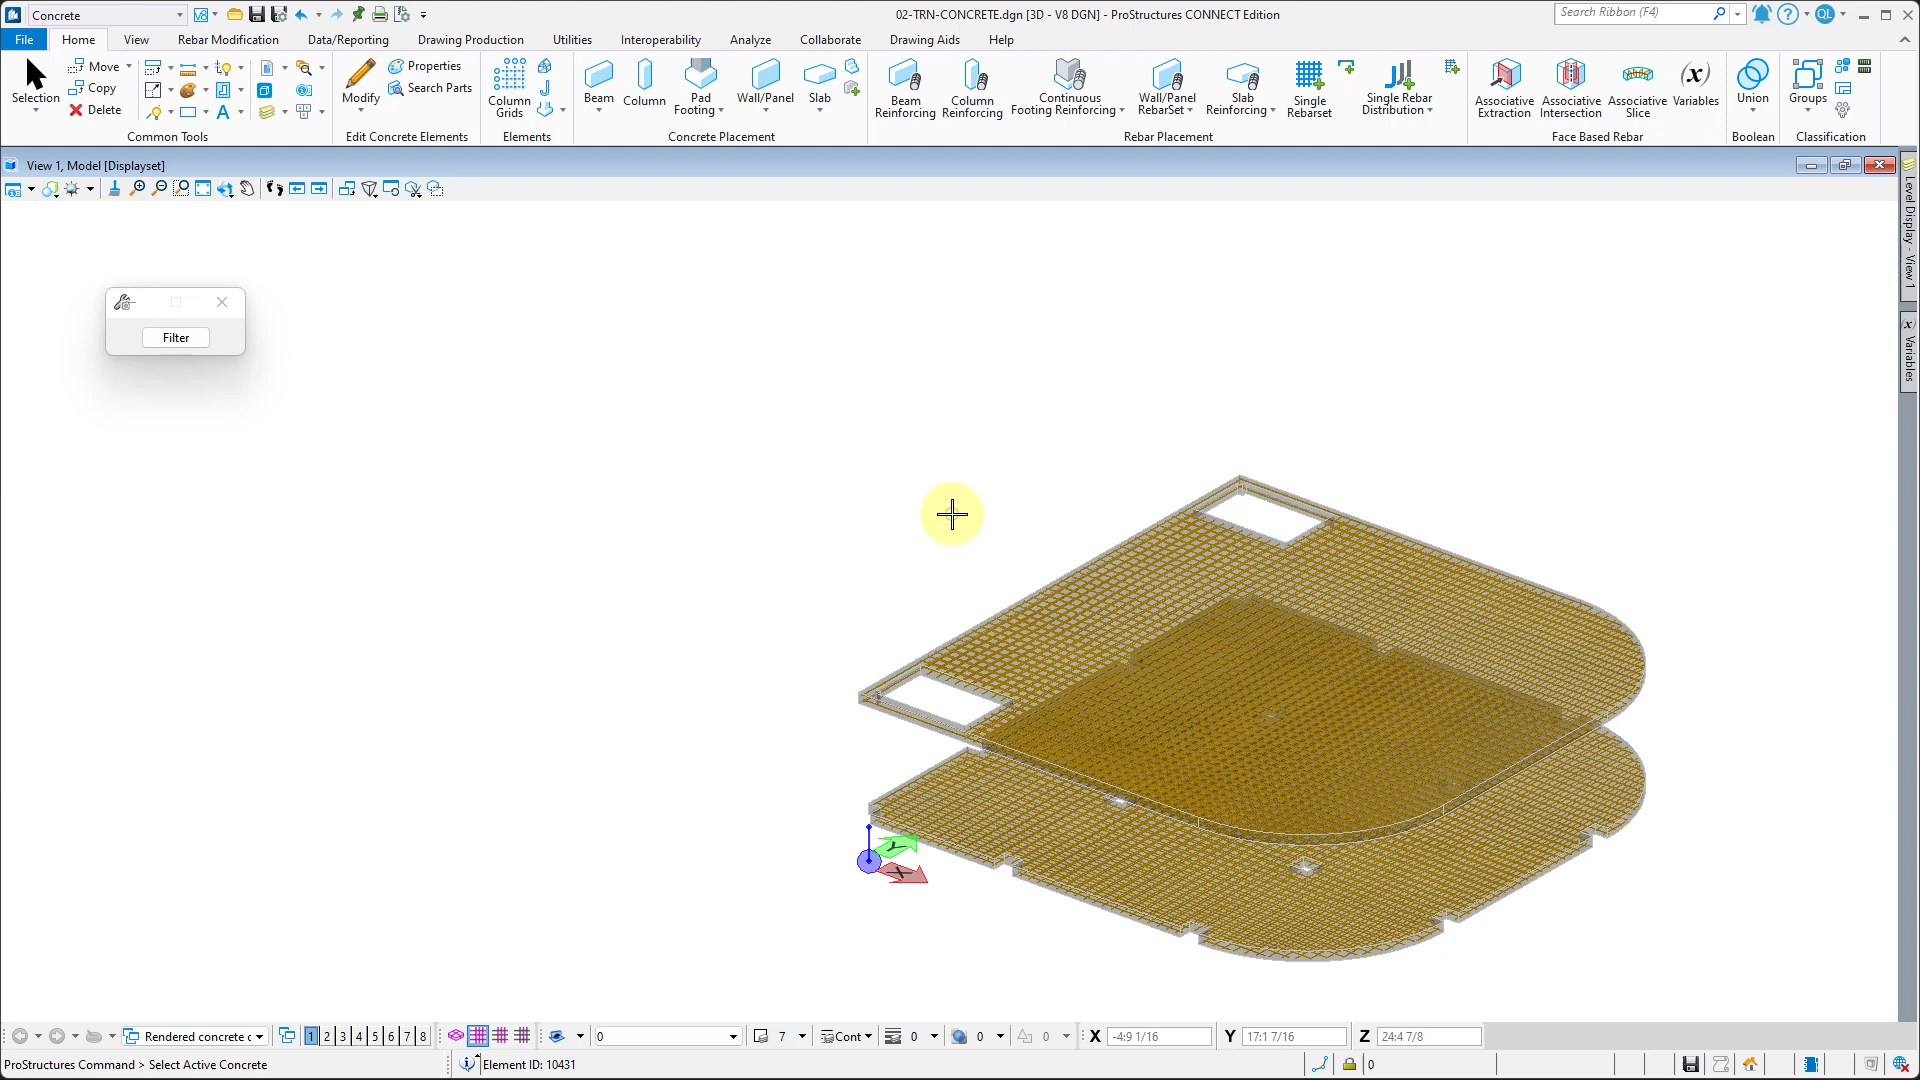 Concrete
02-TRN-CONCRETE.dgn [3D - V8 DGN] - ProStructures CONNECT Edition
Search Ribbon (F4)
QL
File Home View Rebar Modification Data/Reporting Drawing Production Utilities Interoperability Analyze Collaborate Drawing Aids Help
Selection
Move
Copy
Delete
Common Tools
Modify
Properties
Search Parts
Edit Concrete Elements
Column Grids
Elements
Beam
Column
Pad Footing
Wall/Panel
Slab
Concrete Placement
Beam Reinforcing
Column Reinforcing
Continuous Footing Reinforcing
Wall/Panel RebarSet
Slab Reinforcing
Single Rebarset
Single Rebar Distribution
Rebar Placement
Associative Extraction
Associative Intersection
Associative Slice
(x)
Variables
Face Based Rebar
Union
Boolean
Groups
Classification
View 1, Model [Displayset]
Level Display - View 1
(x) Variables
Filter
Y
X
Rendered concrete c
1 2 3 4 5 6 7 8
0
7
Cont
0
0
0
X -4:9 1/16
Y 17:1 7/16
Z 24:4 7/8
ProStructures Command > Select Active Concrete
Element ID: 10431
0